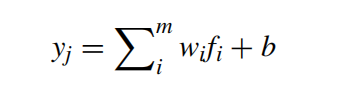 y_j = \sum_i^m w_i f_i + b